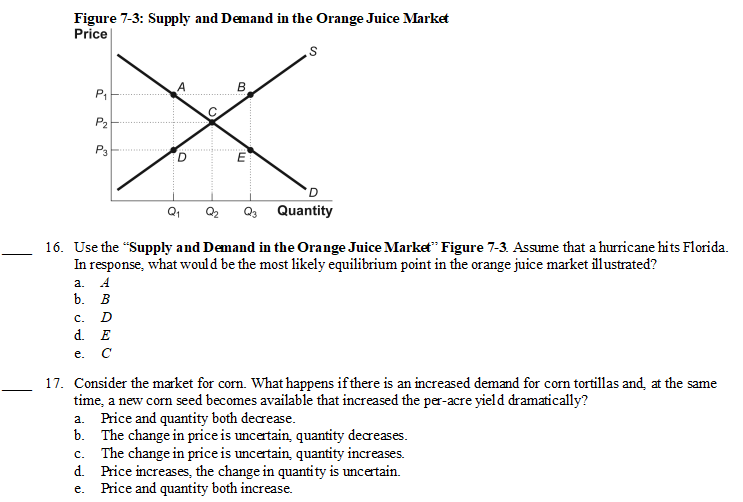 Figure 7-3: Supply and Demand in the Orange Juice Market
Price
S
A
B
P1
C
P2
P3
D
E
D
Q1 Q2 Q3 Quantity
____ 16. Use the “Supply and Demand in the Orange Juice Market” Figure 7-3. Assume that a hurricane hits Florida.
In response, what would be the most likely equilibrium point in the orange juice market illustrated?
a. A
b. B
c. D
d. E
e. C
____ 17. Consider the market for corn. What happens if there is an increased demand for corn tortillas and, at the same
time, a new corn seed becomes available that increased the per-acre yield dramatically?
a. Price and quantity both decrease.
b. The change in price is uncertain, quantity decreases.
c. The change in price is uncertain, quantity increases.
d. Price increases, the change in quantity is uncertain.
e. Price and quantity both increase.